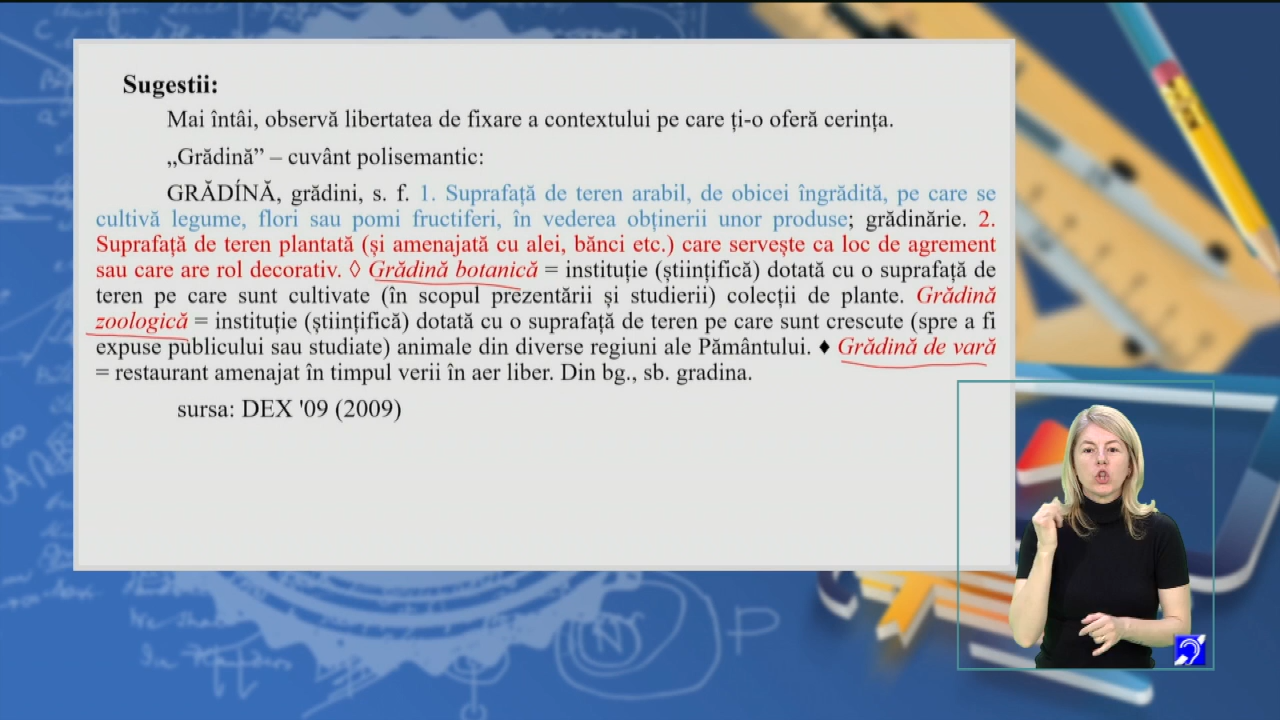 Sugestii:
Mai întâi, observă libertatea de fixare a contextului pe care ți-o oferă cerința.
„Grădină” – cuvânt polisemantic:
GRĂDÍNĂ, grădini, s. f. 1. Suprafață de teren arabil, de obicei îngrădită, pe care se
cultivă legume, flori sau pomi fructiferi, în vederea obținerii unor produse; grădinărie. 2.
Suprafață de teren plantată (și amenajată cu alei, bănci etc.) care servește ca loc de agrement
sau care are rol decorativ. ◊ Grădină botanică = instituție (științifică) dotată cu o suprafață de
teren pe care sunt cultivate (în scopul prezentării și studierii) colecții de plante. Grădină
zoologică = instituție (științifică) dotată cu o suprafață de teren pe care sunt crescute (spre a fi
expuse publicului sau studiate) animale din diverse regiuni ale Pământului. ♦ Grădină de vară
= restaurant amenajat în timpul verii în aer liber. Din bg., sb. gradina.
sursa: DEX '09 (2009)
N
P